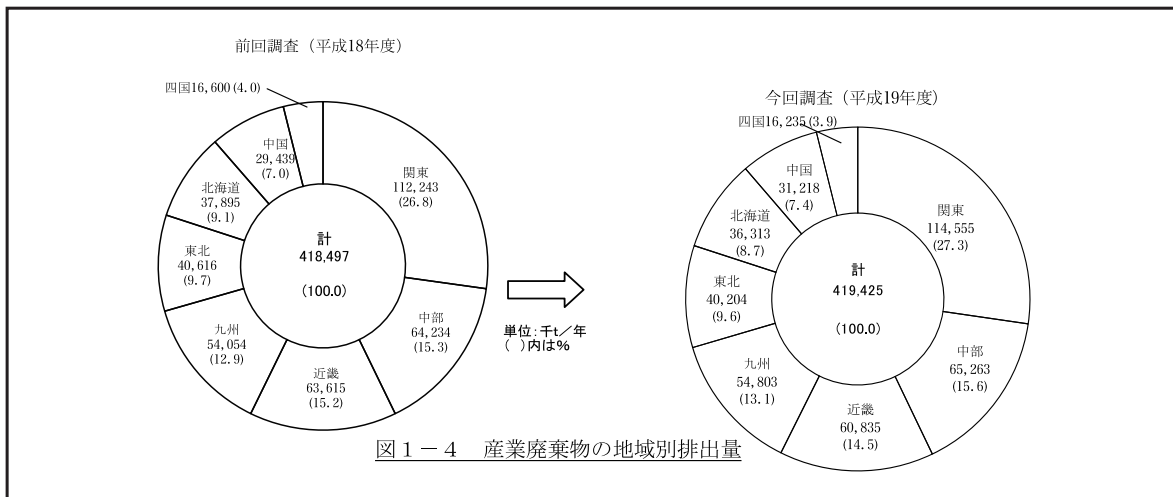 前回調査（平成18年度）
四国16,600(4.0)
関東
112,243
(26.8)
中部
64,234
(15.3)
近畿
63,615
(15.2)
九州
54,054
(12.9)
東北
40,616
(9.7)
北海道
37,895
(9.1)
中国
29,439
(7.0)
計
418,497
(100.0)
単位:千t／年
(　)内は%
今回調査（平成19年度）
四国16,235(3.9)
関東
114,555
(27.3)
中部
65,263
(15.6)
近畿
60,835
(14.5)
九州
54,803
(13.1)
東北
40,204
(9.6)
北海道
36,313
(8.7)
中国
31,218
(7.4)
計
419,425
(100.0)
図１－４　産業廃棄物の地域別排出量